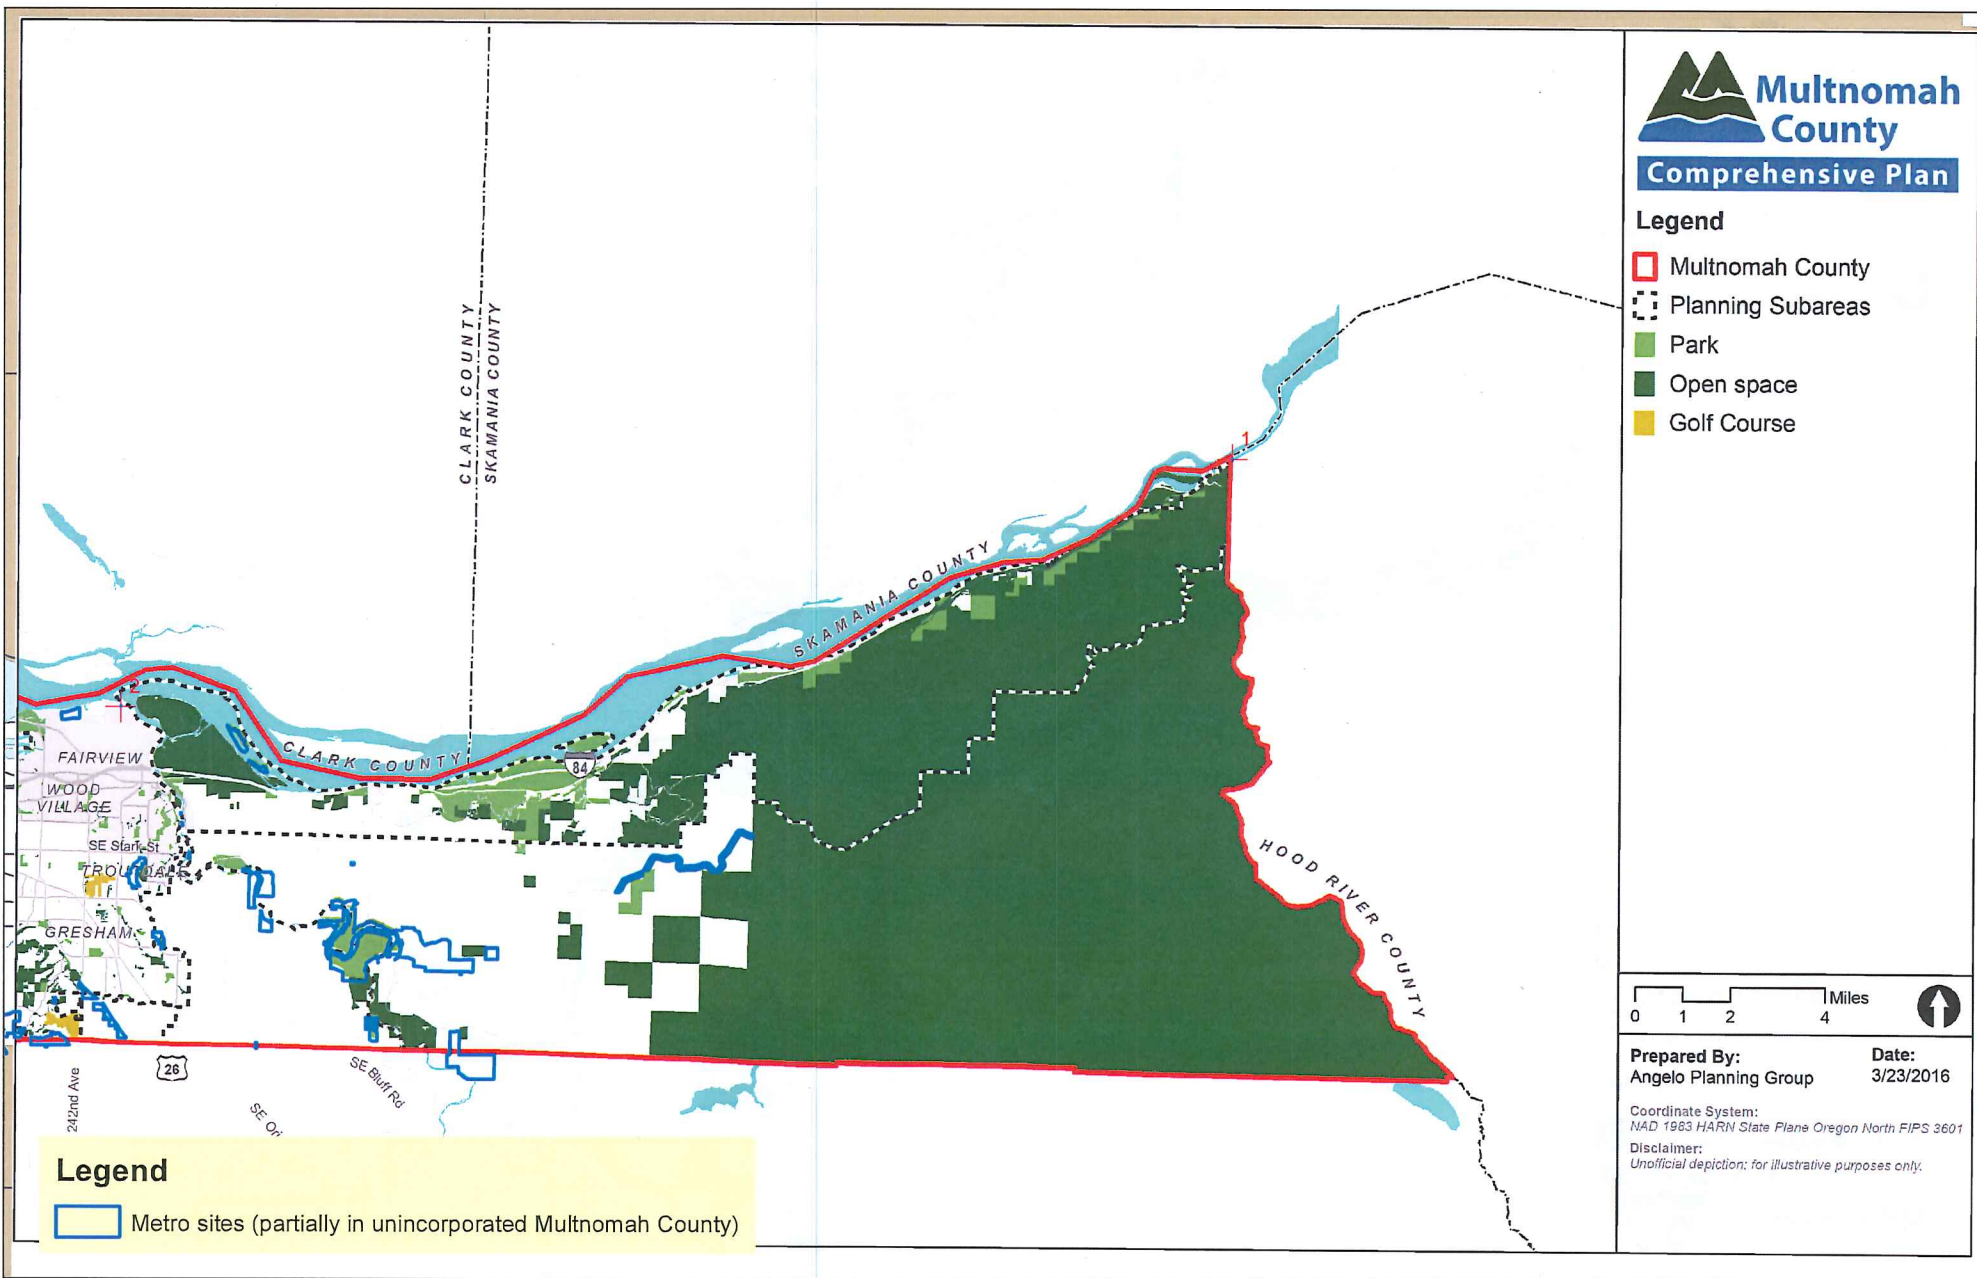 Multnomah
County
Comprehensive Plan
Legend
Multnomah County
Planning Subareas
Park
Open space
Golf Course
CLARK COUNTY
SKAMANIA COUNTY
1
SKAMANIA COUNTY
2
CLARK COUNTY
84
FAIRVIEW
WOOD
VILLAGE
SE Stark St
TROUTDALE
GRESHAM
HOOD RIVER COUNTY
26
242nd Ave
SE Bluff Rd
SE Ori
Miles
0 1 2 4
Prepared By:
Angelo Planning Group
Date:
3/23/2016
Coordinate System:
NAD 1983 HARN State Plane Oregon North FIPS 3601
Disclaimer:
Unofficial depiction; for illustrative purposes only.
Legend
Metro sites (partially in unincorporated Multnomah County)